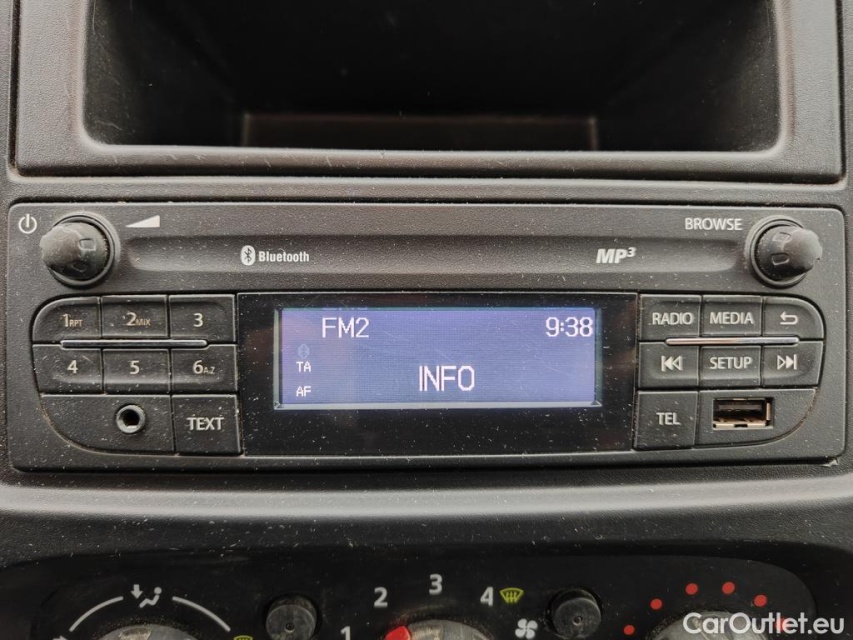 BROWSE
Bluetooth
MP3
1RPT 2MIX 3
4 5 6A-Z
TEXT
FM2 9:38
TA
AF
INFO
RADIO MEDIA
SETUP
TEL
1 2 3 4
CarOutlet.eu